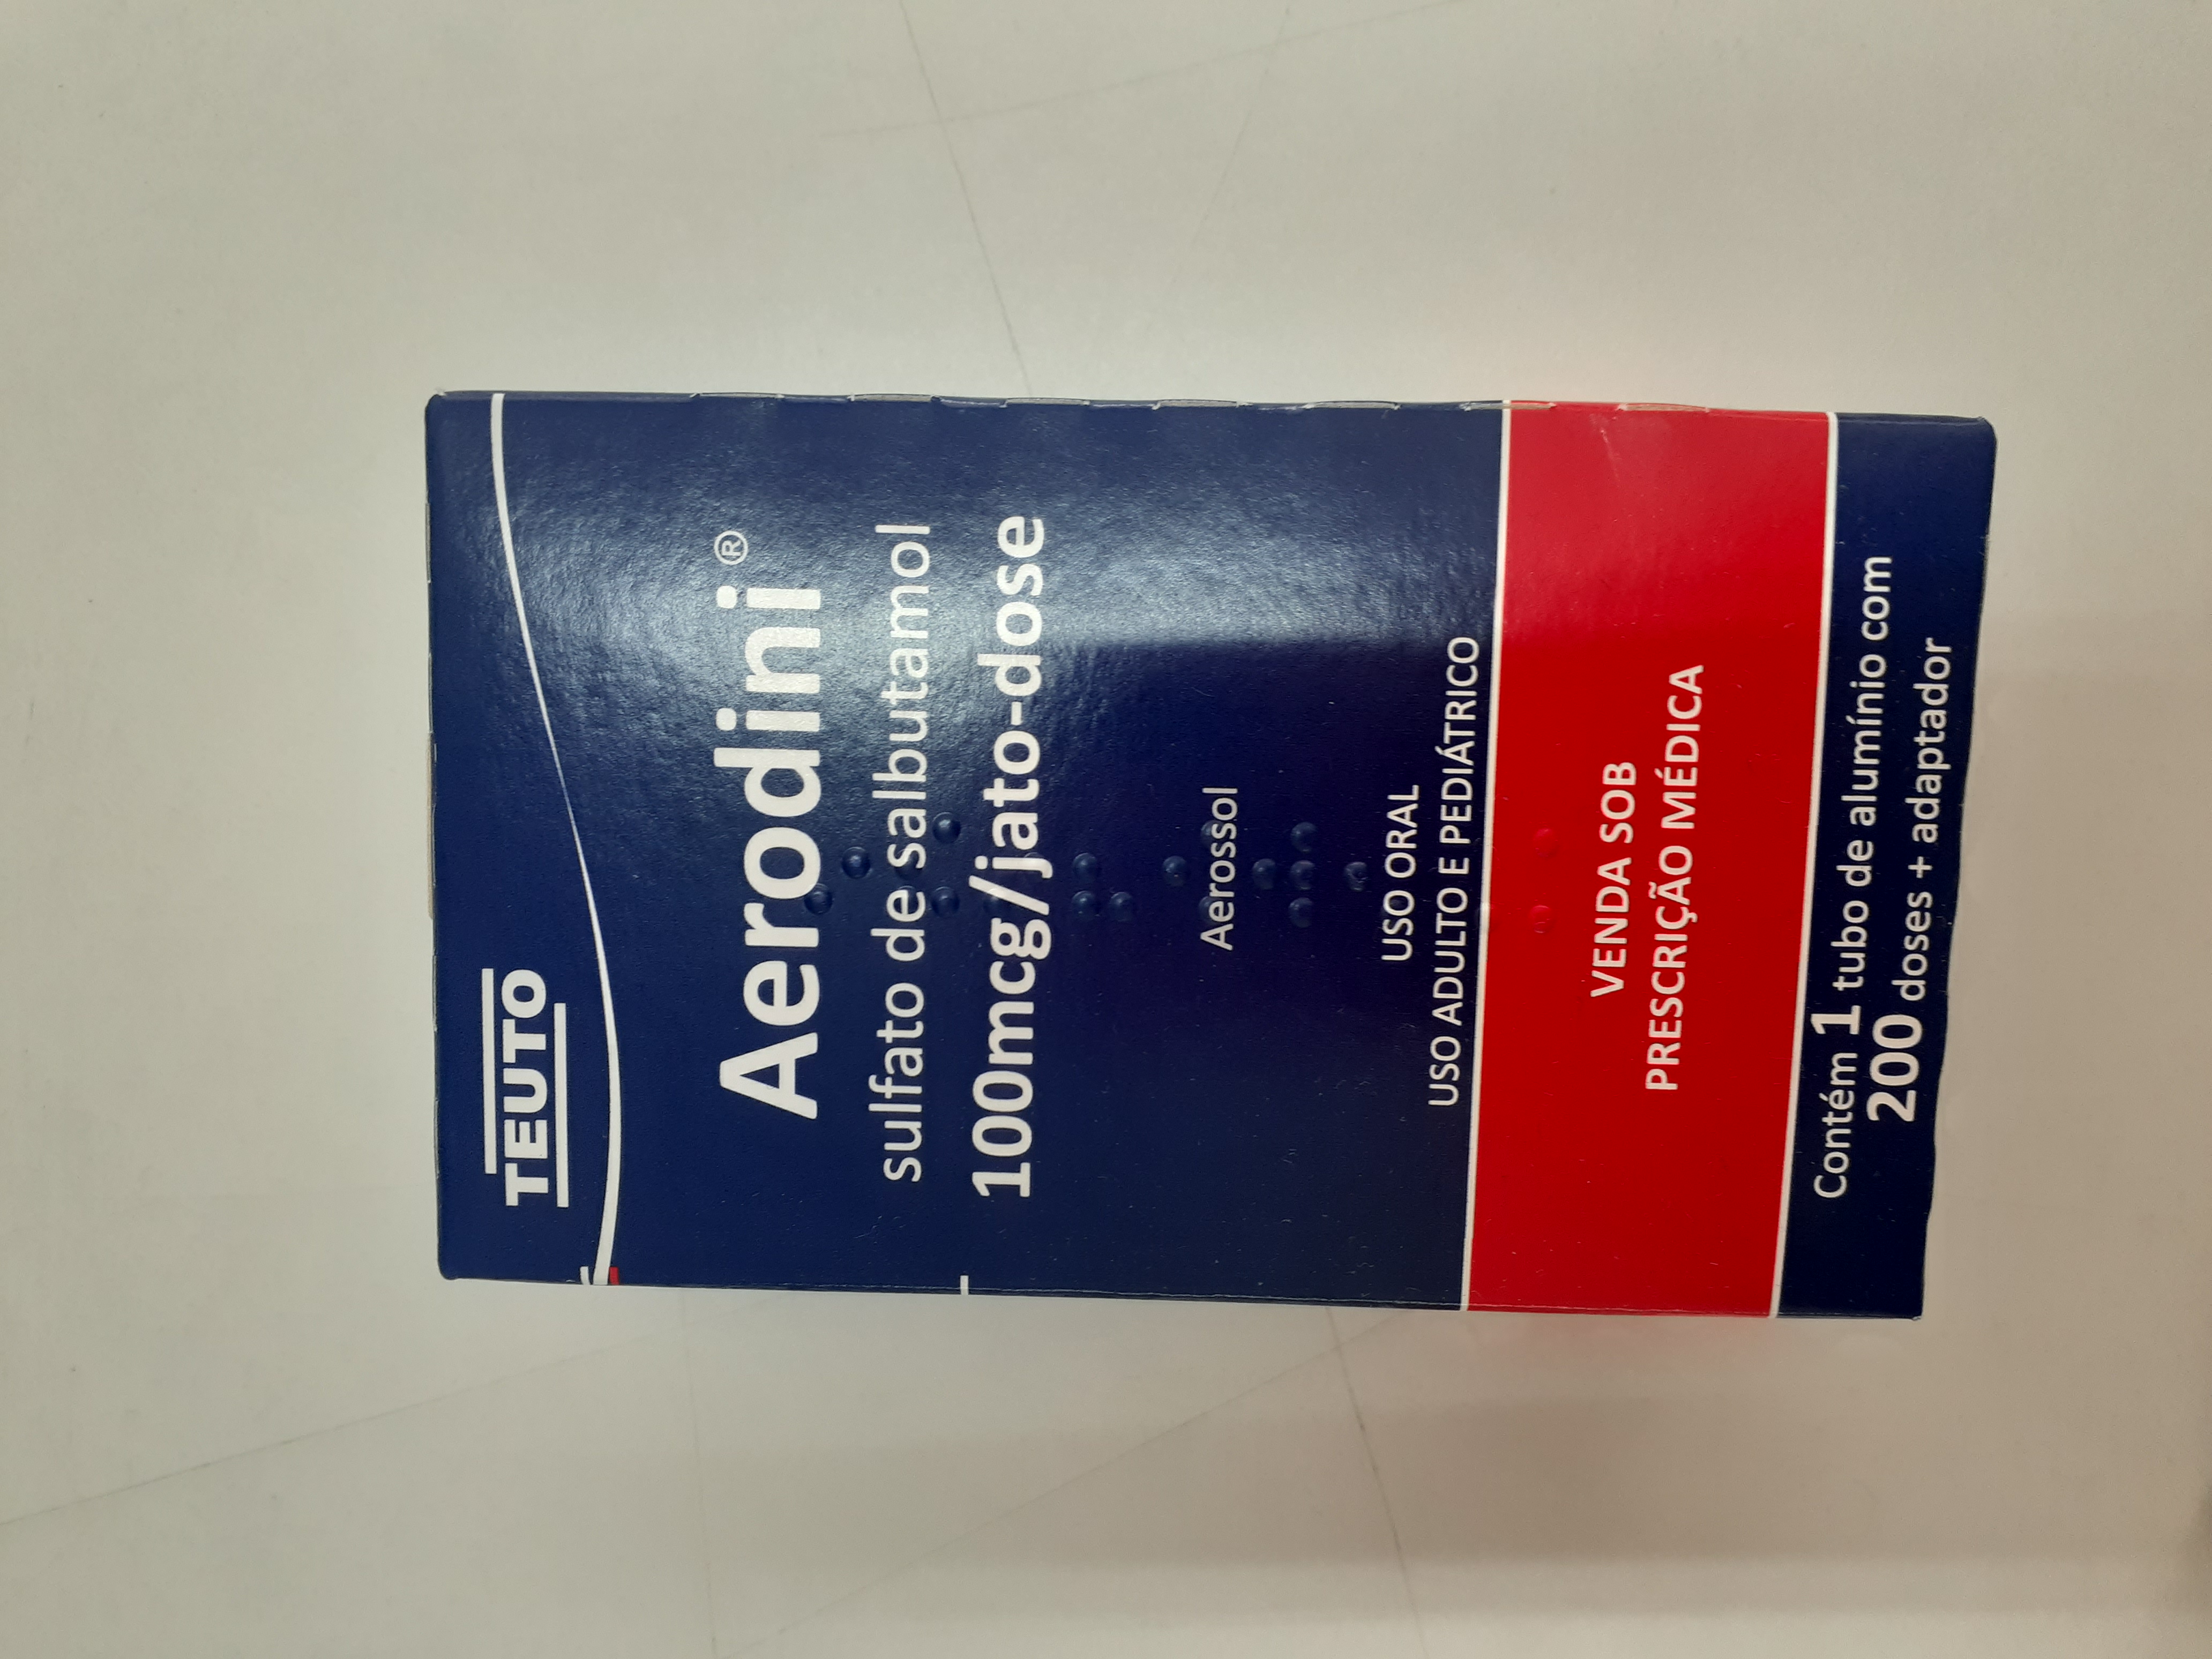 TEUTO
Aerodini®
sulfato de salbutamol
100mcg/jato-dose
Aerossol
USO ORAL
USO ADULTO E PEDIÁTRICO
VENDA SOB
PRESCRIÇÃO MÉDICA
Contém 1 tubo de alumínio com
200 doses + adaptador